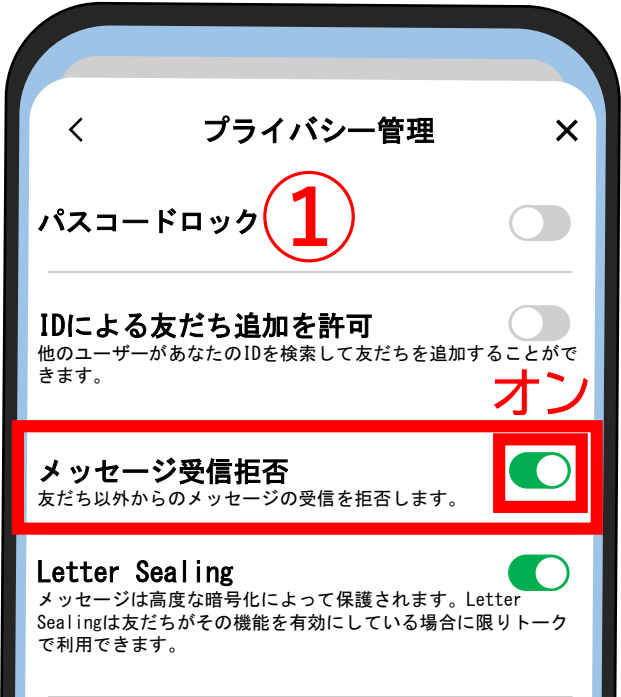 プライバシー管理
パスコードロック
①
IDによる友だち追加を許可
他のユーザーがあなたのIDを検索して友だちを追加することがで
きます。
オン
メッセージ受信拒否
友だち以外からのメッセージの受信を拒否します。
Letter Sealing
メッセージは高度な暗号化によって保護されます。Letter
Sealingは友だちがその機能を有効にしている場合に限りトーク
で利用できます。